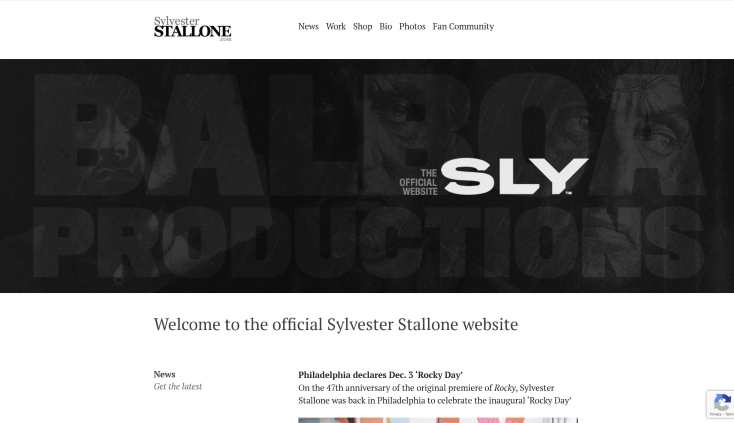 Sylvester
STALLONE
.com
News Work Shop Bio Photos Fan Community
BALBOA
PRODUCTIONS
THE
OFFICIAL
WEBSITE
SLY™
Welcome to the official Sylvester Stallone website
News
Get the latest
Philadelphia declares Dec. 3 ‘Rocky Day’
On the 47th anniversary of the original premiere of Rocky, Sylvester
Stallone was back in Philadelphia to celebrate the inaugural ‘Rocky Day’
Privacy - Terms